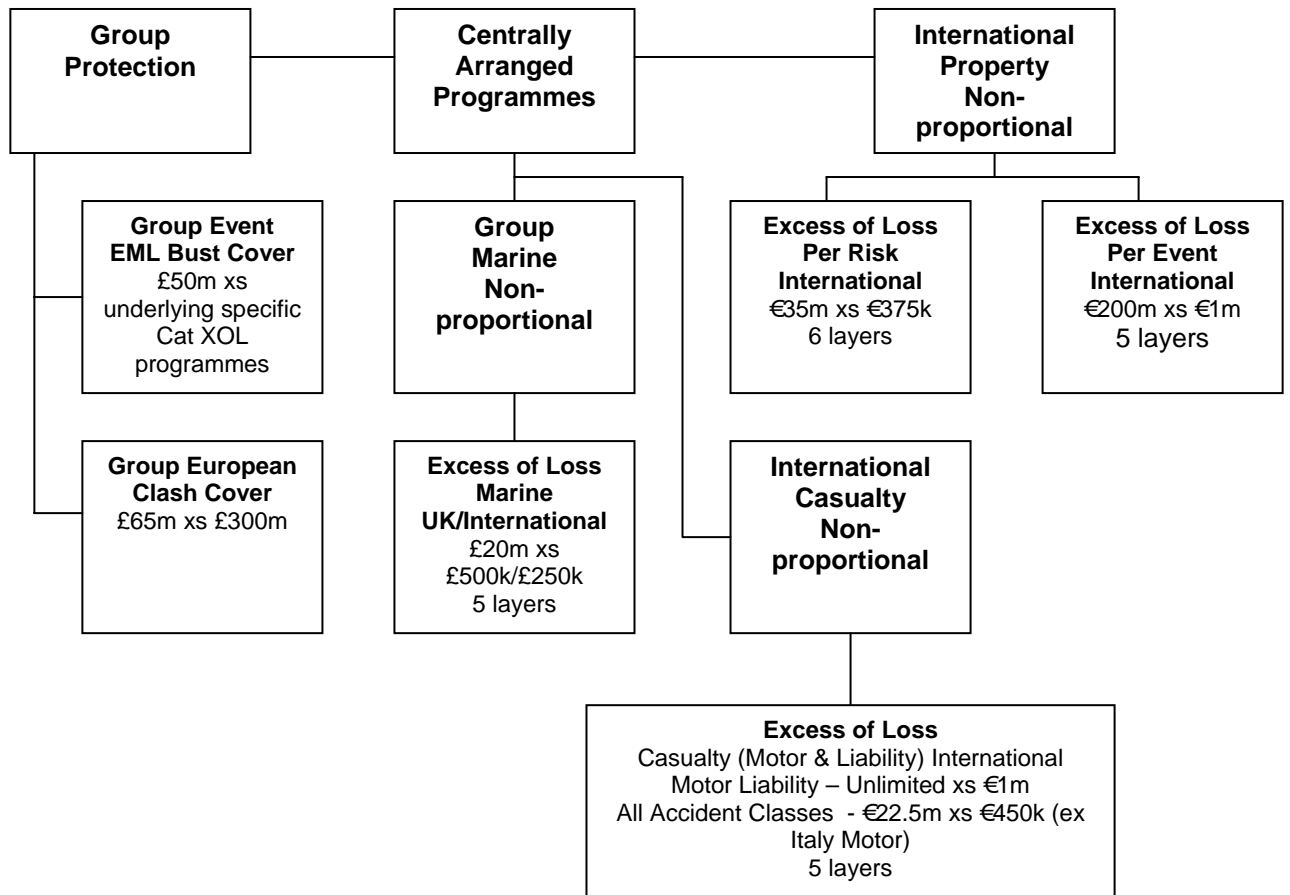 Group
Protection
Centrally
Arranged
Programmes
International
Property
Non-
proportional
Group Event
EML Bust Cover
£50m xs
underlying specific
Cat XOL
programmes
Group
Marine
Non-
proportional
Excess of Loss
Per Risk
International
€35m xs €375k
6 layers
Excess of Loss
Per Event
International
€200m xs €1m
5 layers
Group European
Clash Cover
£65m xs £300m
Excess of Loss
Marine
UK/International
£20m xs
£500k/£250k
5 layers
International
Casualty
Non-
proportional
Excess of Loss
Casualty (Motor & Liability) International
Motor Liability – Unlimited xs €1m
All Accident Classes - €22.5m xs €450k (ex
Italy Motor)
5 layers